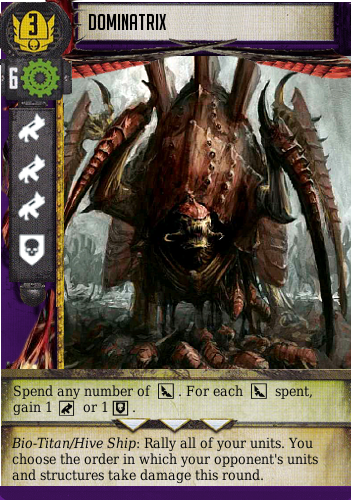 3
DOMINATRIX
6
Spend any number of . For each spent,
gain 1 or 1 .
Bio-Titan/Hive Ship: Rally all of your units. You
choose the order in which your opponent's units
and structures take damage this round.